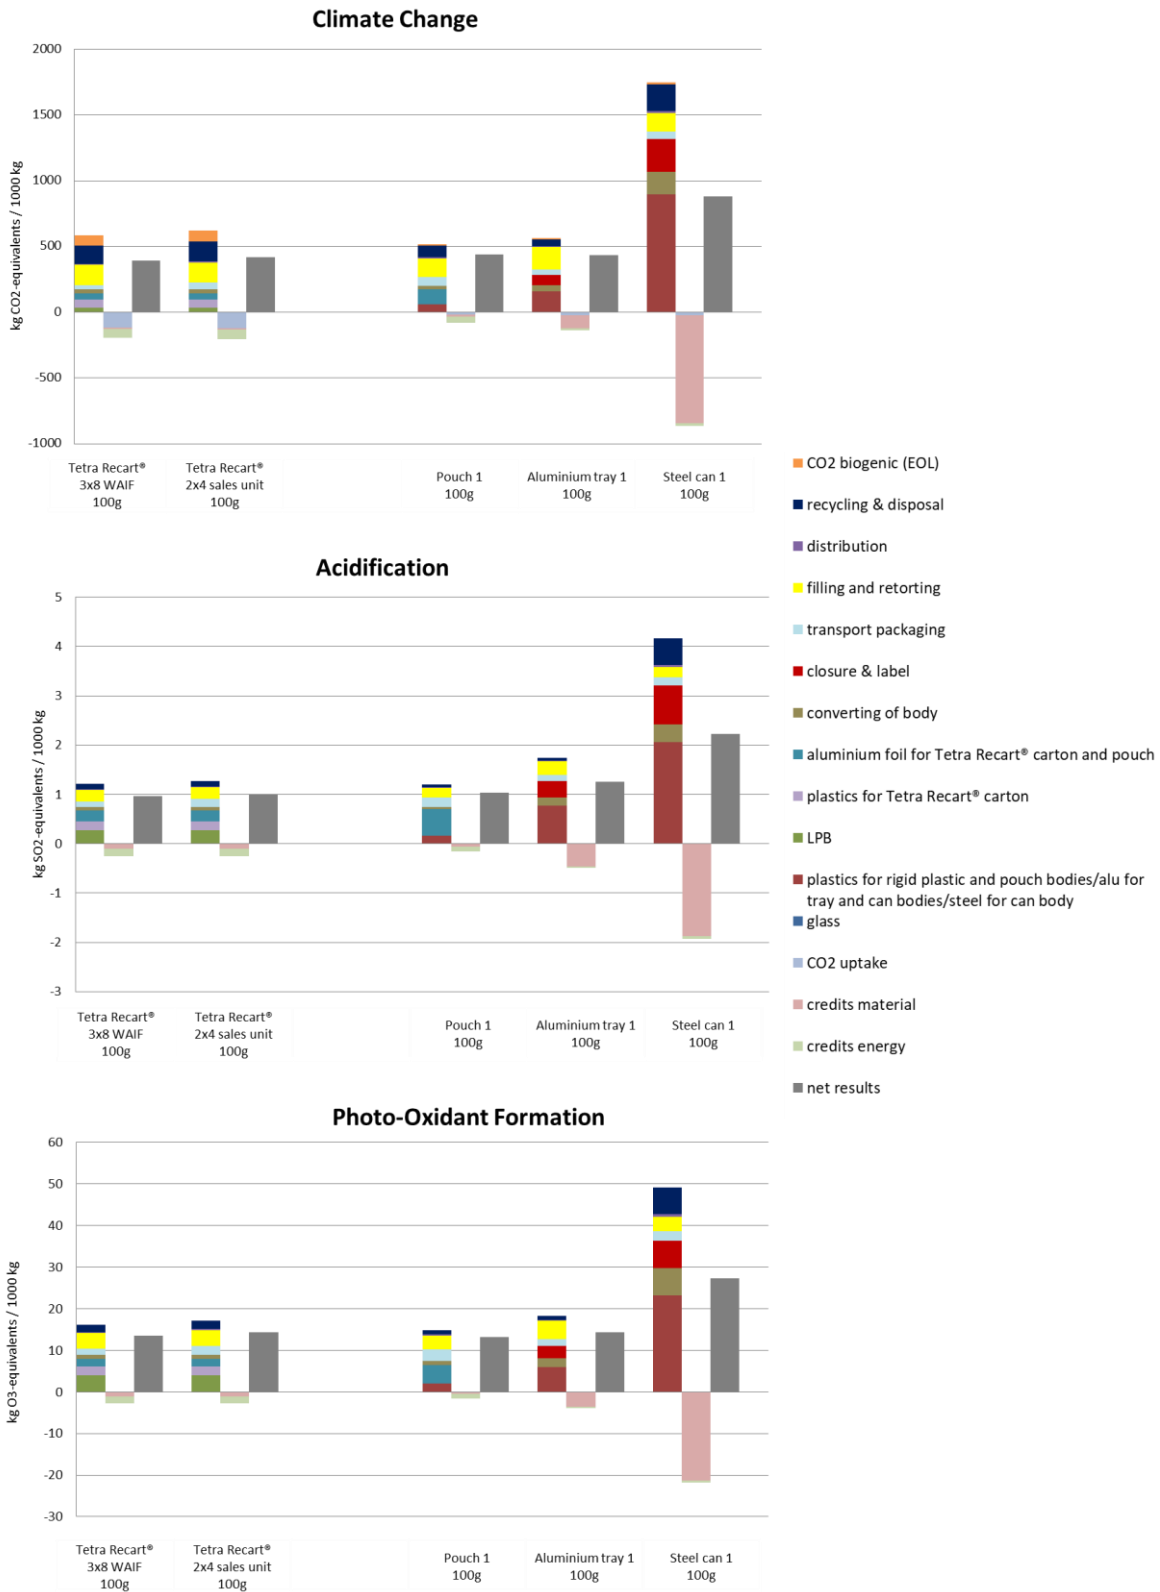 Climate Change
2000
1500
1000
500
0
-500
-1000
kg CO2-equivalents / 1000 kg
Tetra Recart®
3x8 WAIF
100g
Tetra Recart®
2x4 sales unit
100g
Pouch 1
100g
Aluminium tray 1
100g
Steel can 1
100g
CO2 biogenic (EOL)
recycling & disposal
distribution
filling and retorting
transport packaging
closure & label
converting of body
aluminium foil for Tetra Recart® carton and pouch
plastics for Tetra Recart® carton
LPB
plastics for rigid plastic and pouch bodies/alu for
tray and can bodies/steel for can body
glass
CO2 uptake
credits material
credits energy
net results
Acidification
5
4
3
2
1
0
-1
-2
-3
kg SO2-equivalents / 1000 kg
Tetra Recart®
3x8 WAIF
100g
Tetra Recart®
2x4 sales unit
100g
Pouch 1
100g
Aluminium tray 1
100g
Steel can 1
100g
Photo-Oxidant Formation
60
50
40
30
20
10
0
-10
-20
-30
kg O3-equivalents / 1000 kg
Tetra Recart®
3x8 WAIF
100g
Tetra Recart®
2x4 sales unit
100g
Pouch 1
100g
Aluminium tray 1
100g
Steel can 1
100g